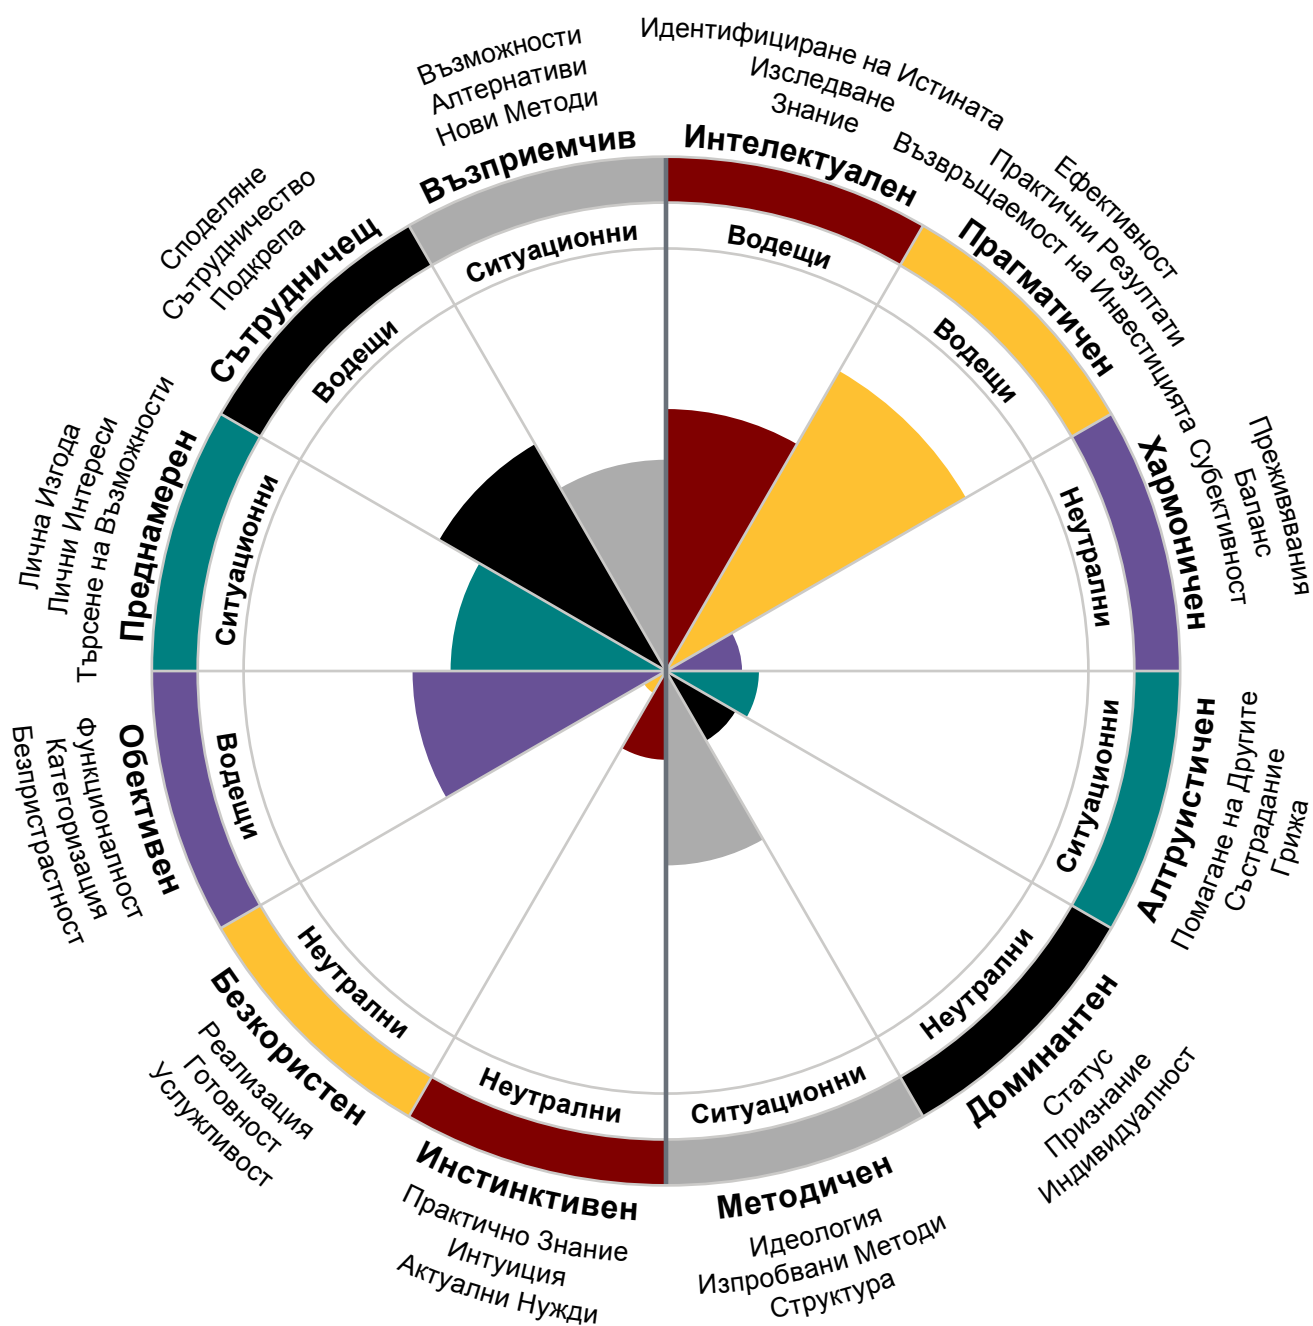 Идентифициране на Истината
Изследване
Знание
Интелектуален
Водещи
Ефективност
Практични Резултати
Възвръщаемост на Инвестицията
Прагматичен
Водещи
Преживявания
Баланс
Субективност
Хармоничен
Неутрални
Алтруистичен
Помагане на Другите
Състрадание
Грижа
Ситуационни
Доминантен
Статус
Признание
Индивидуалност
Неутрални
Ситуационни
Методичен
Идеология
Изпробвани Методи
Структура
Неутрални
Инстинктивен
Практично Знание
Интуиция
Актуални Нужди
Неутрални
Безкористен
Реализация
Готовност
Услужливост
Водещи
Обективен
Функционалност
Категоризация
Безпристрастност
Лична Изгода
Лични Интереси
Търсене на Възможности
Преднамерен
Ситуационни
Споделяне
Сътрудничество
Подкрепа
Сътрудничещ
Водещи
Възможности
Алтернативи
Нови Методи
Възприемчив
Ситуационни